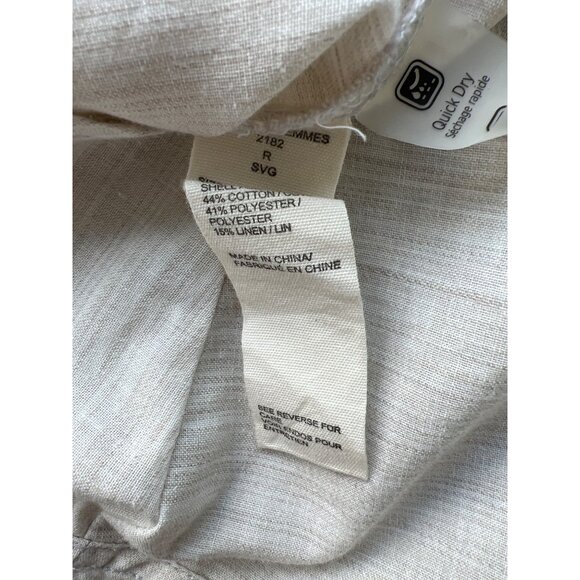 Quick Dry
Séchage rapide
2182
R
SVG
44% COTTON /
41% POLYESTER /
POLYESTER
15% LINEN / LIN
MADE IN CHINA/
FABRIQUÉ EN CHINE
SEE REVERSE FOR
CARE
POUR
ENTRETIEN